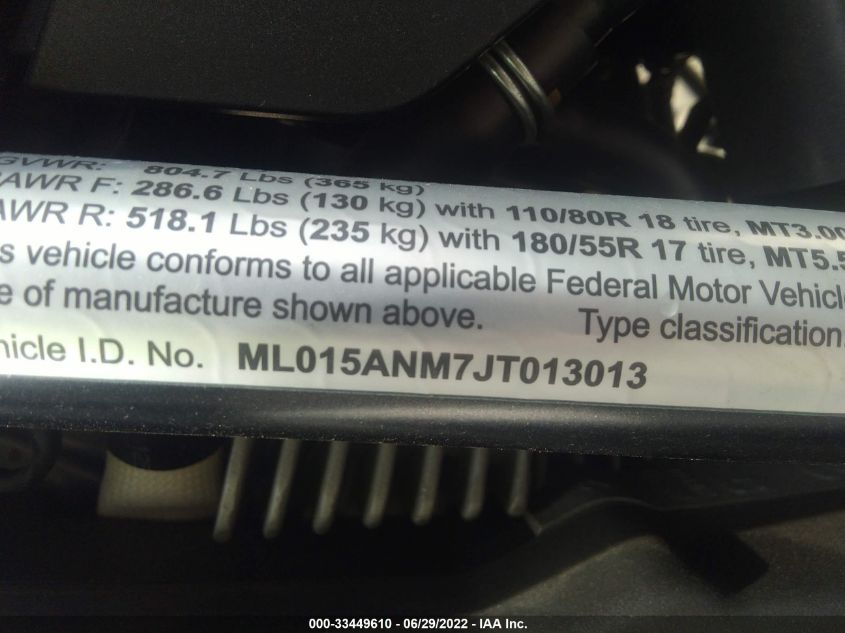 GVWR: 804.7 Lbs (365 kg)
AWR F: 286.6 Lbs (130 kg) with 110/80R 18 tire, MT3.00
AWR R: 518.1 Lbs (235 kg) with 180/55R 17 tire, MT5.5
s vehicle conforms to all applicable Federal Motor Vehicl
e of manufacture shown above. Type classification
hicle I.D. No. ML015ANM7JT013013
000-33449610 - 06/29/2022 - IAA Inc.